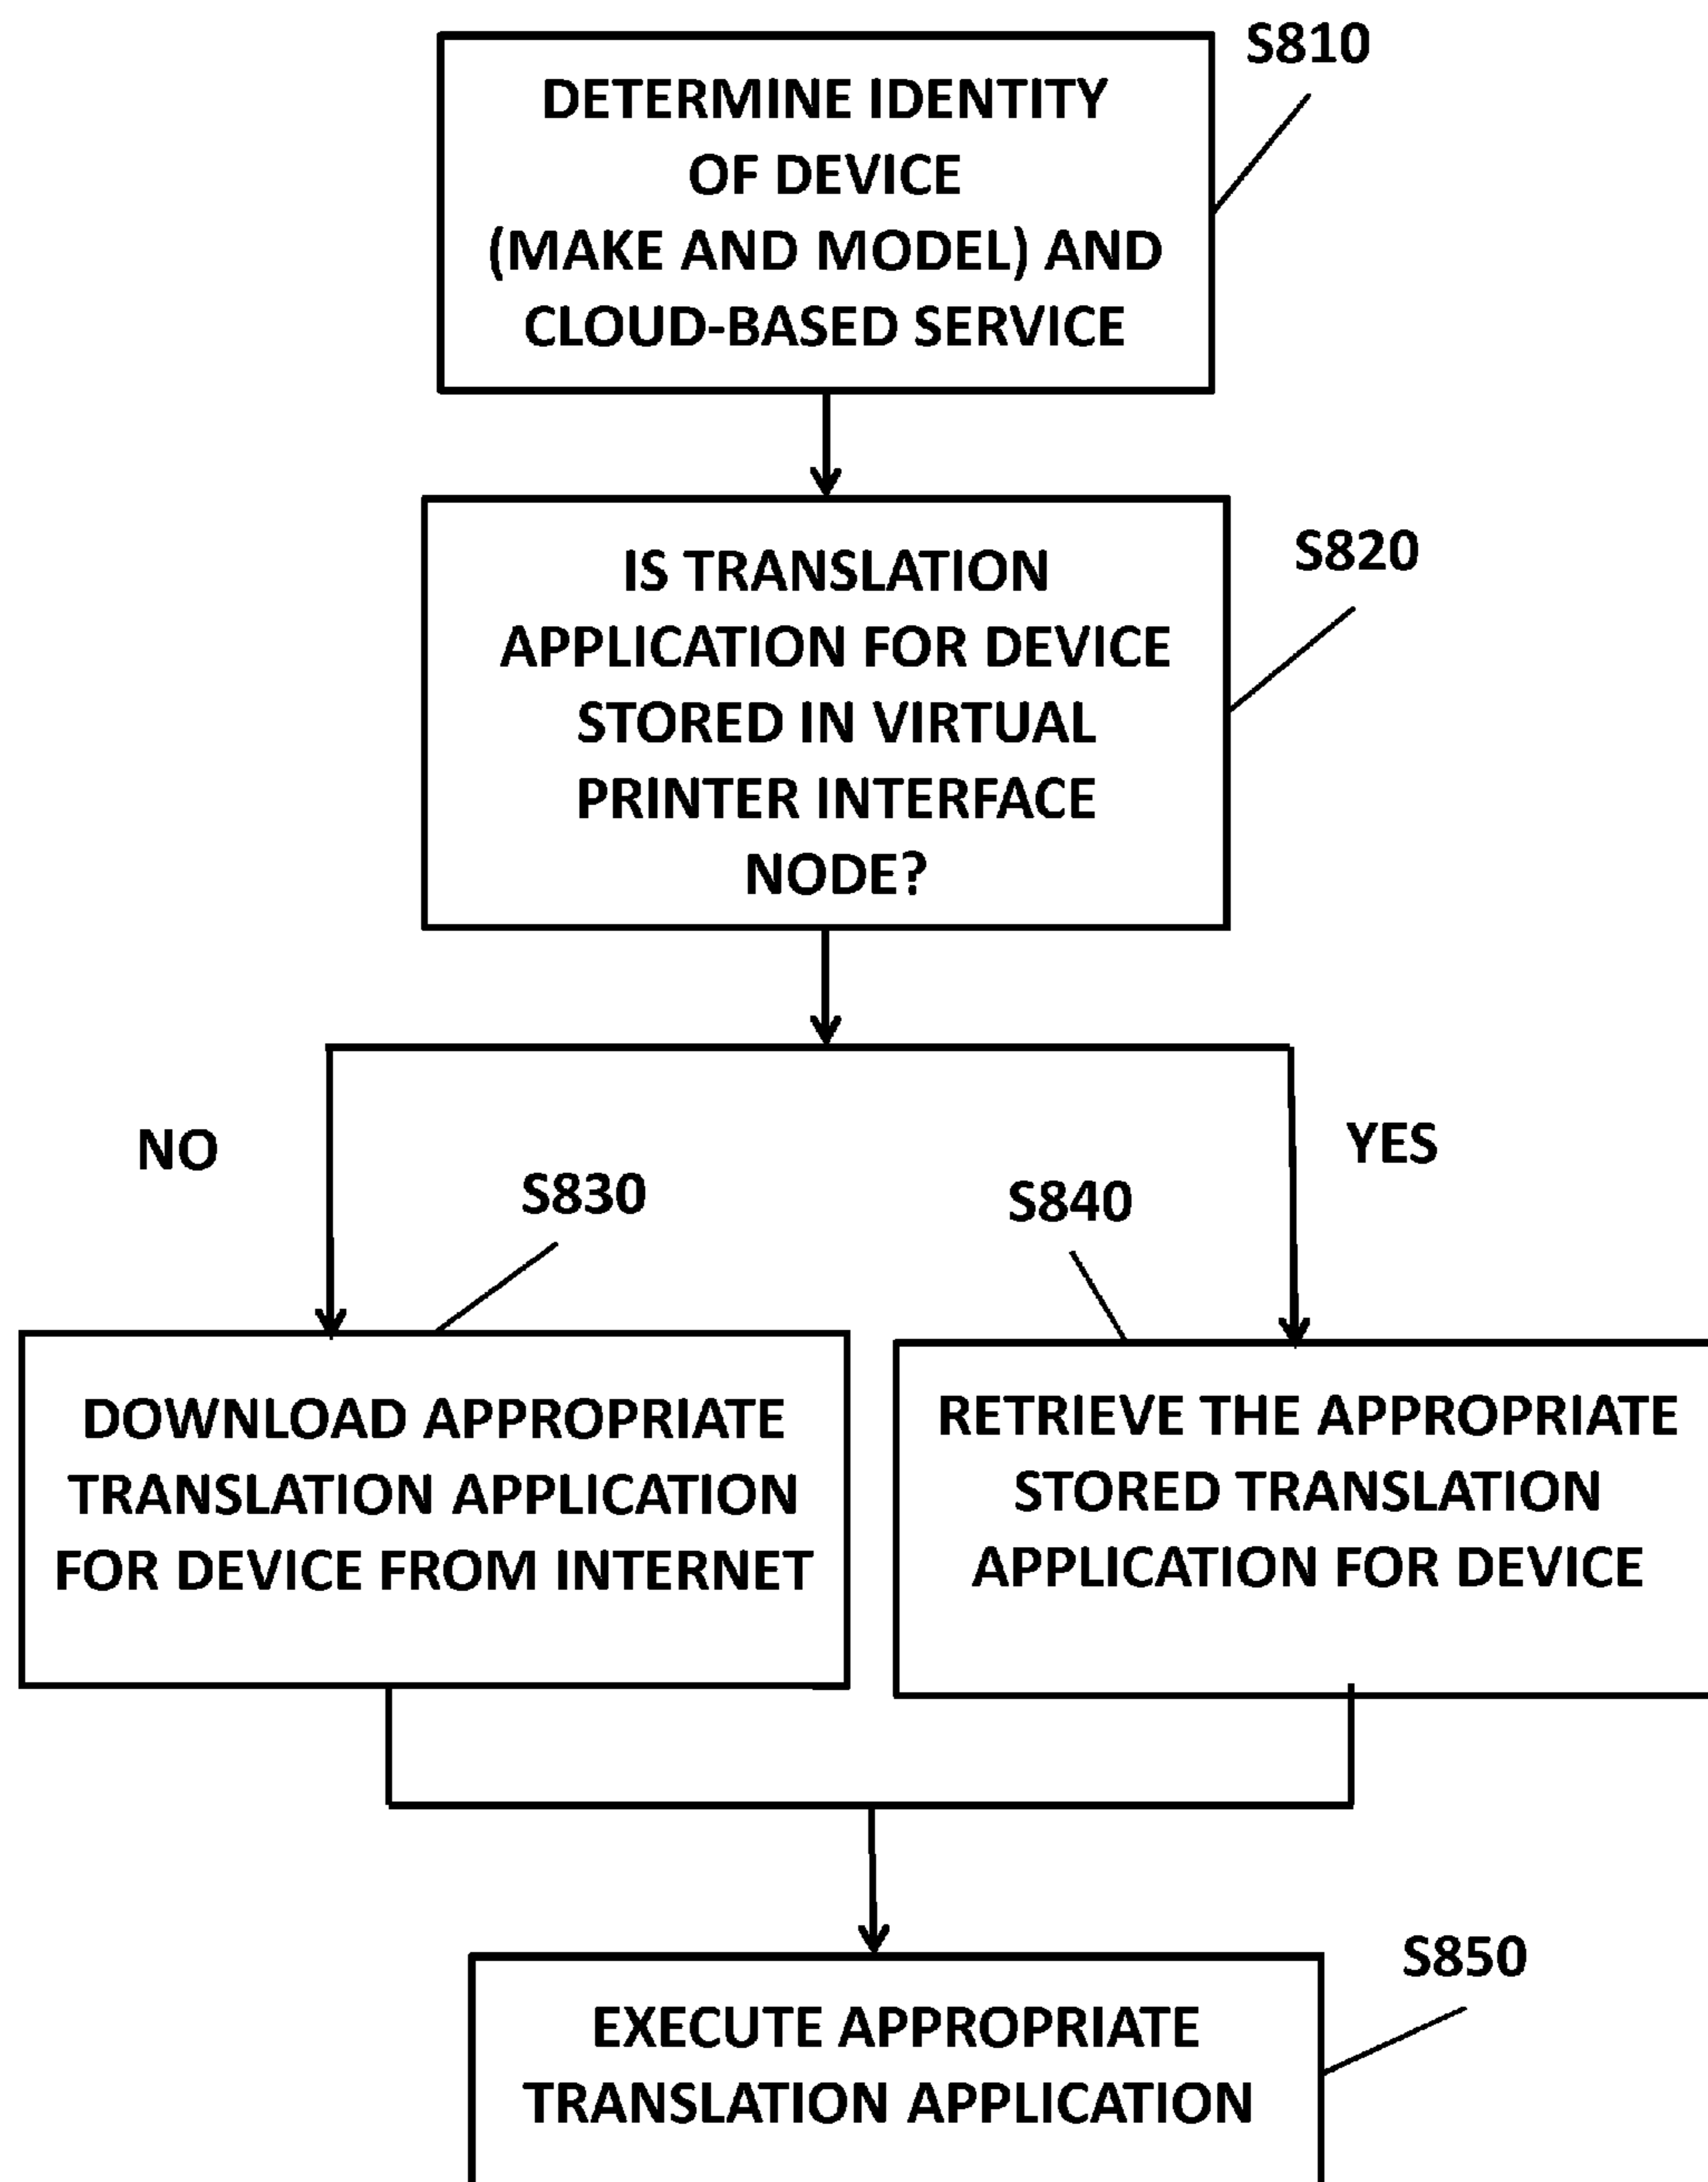 S810
DETERMINE IDENTITY
OF DEVICE
(MAKE AND MODEL) AND
CLOUD-BASED SERVICE
S820
IS TRANSLATION
APPLICATION FOR DEVICE
STORED IN VIRTUAL
PRINTER INTERFACE
NODE?
NO
YES
S830
S840
DOWNLOAD APPROPRIATE
TRANSLATION APPLICATION
FOR DEVICE FROM INTERNET
RETRIEVE THE APPROPRIATE
STORED TRANSLATION
APPLICATION FOR DEVICE
S850
EXECUTE APPROPRIATE
TRANSLATION APPLICATION